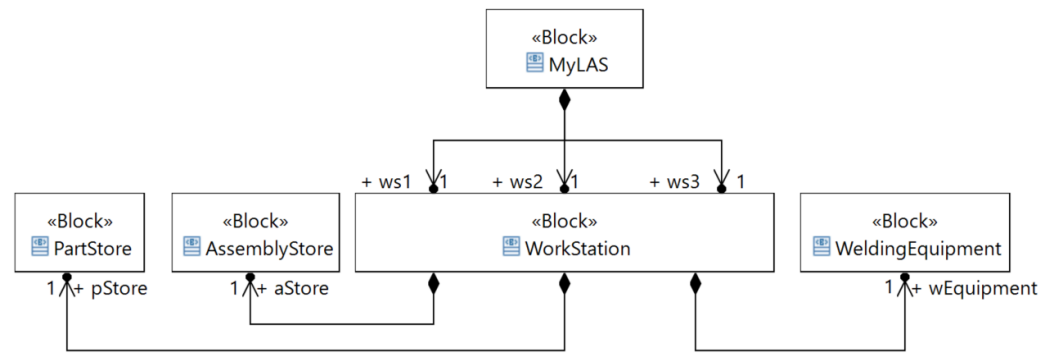 «Block»
MyLAS
+ ws1 1
+ ws2 1
+ ws3 1
«Block»
PartStore
«Block»
AssemblyStore
«Block»
WorkStation
«Block»
WeldingEquipment
1 + pStore
1 + aStore
1 + wEquipment